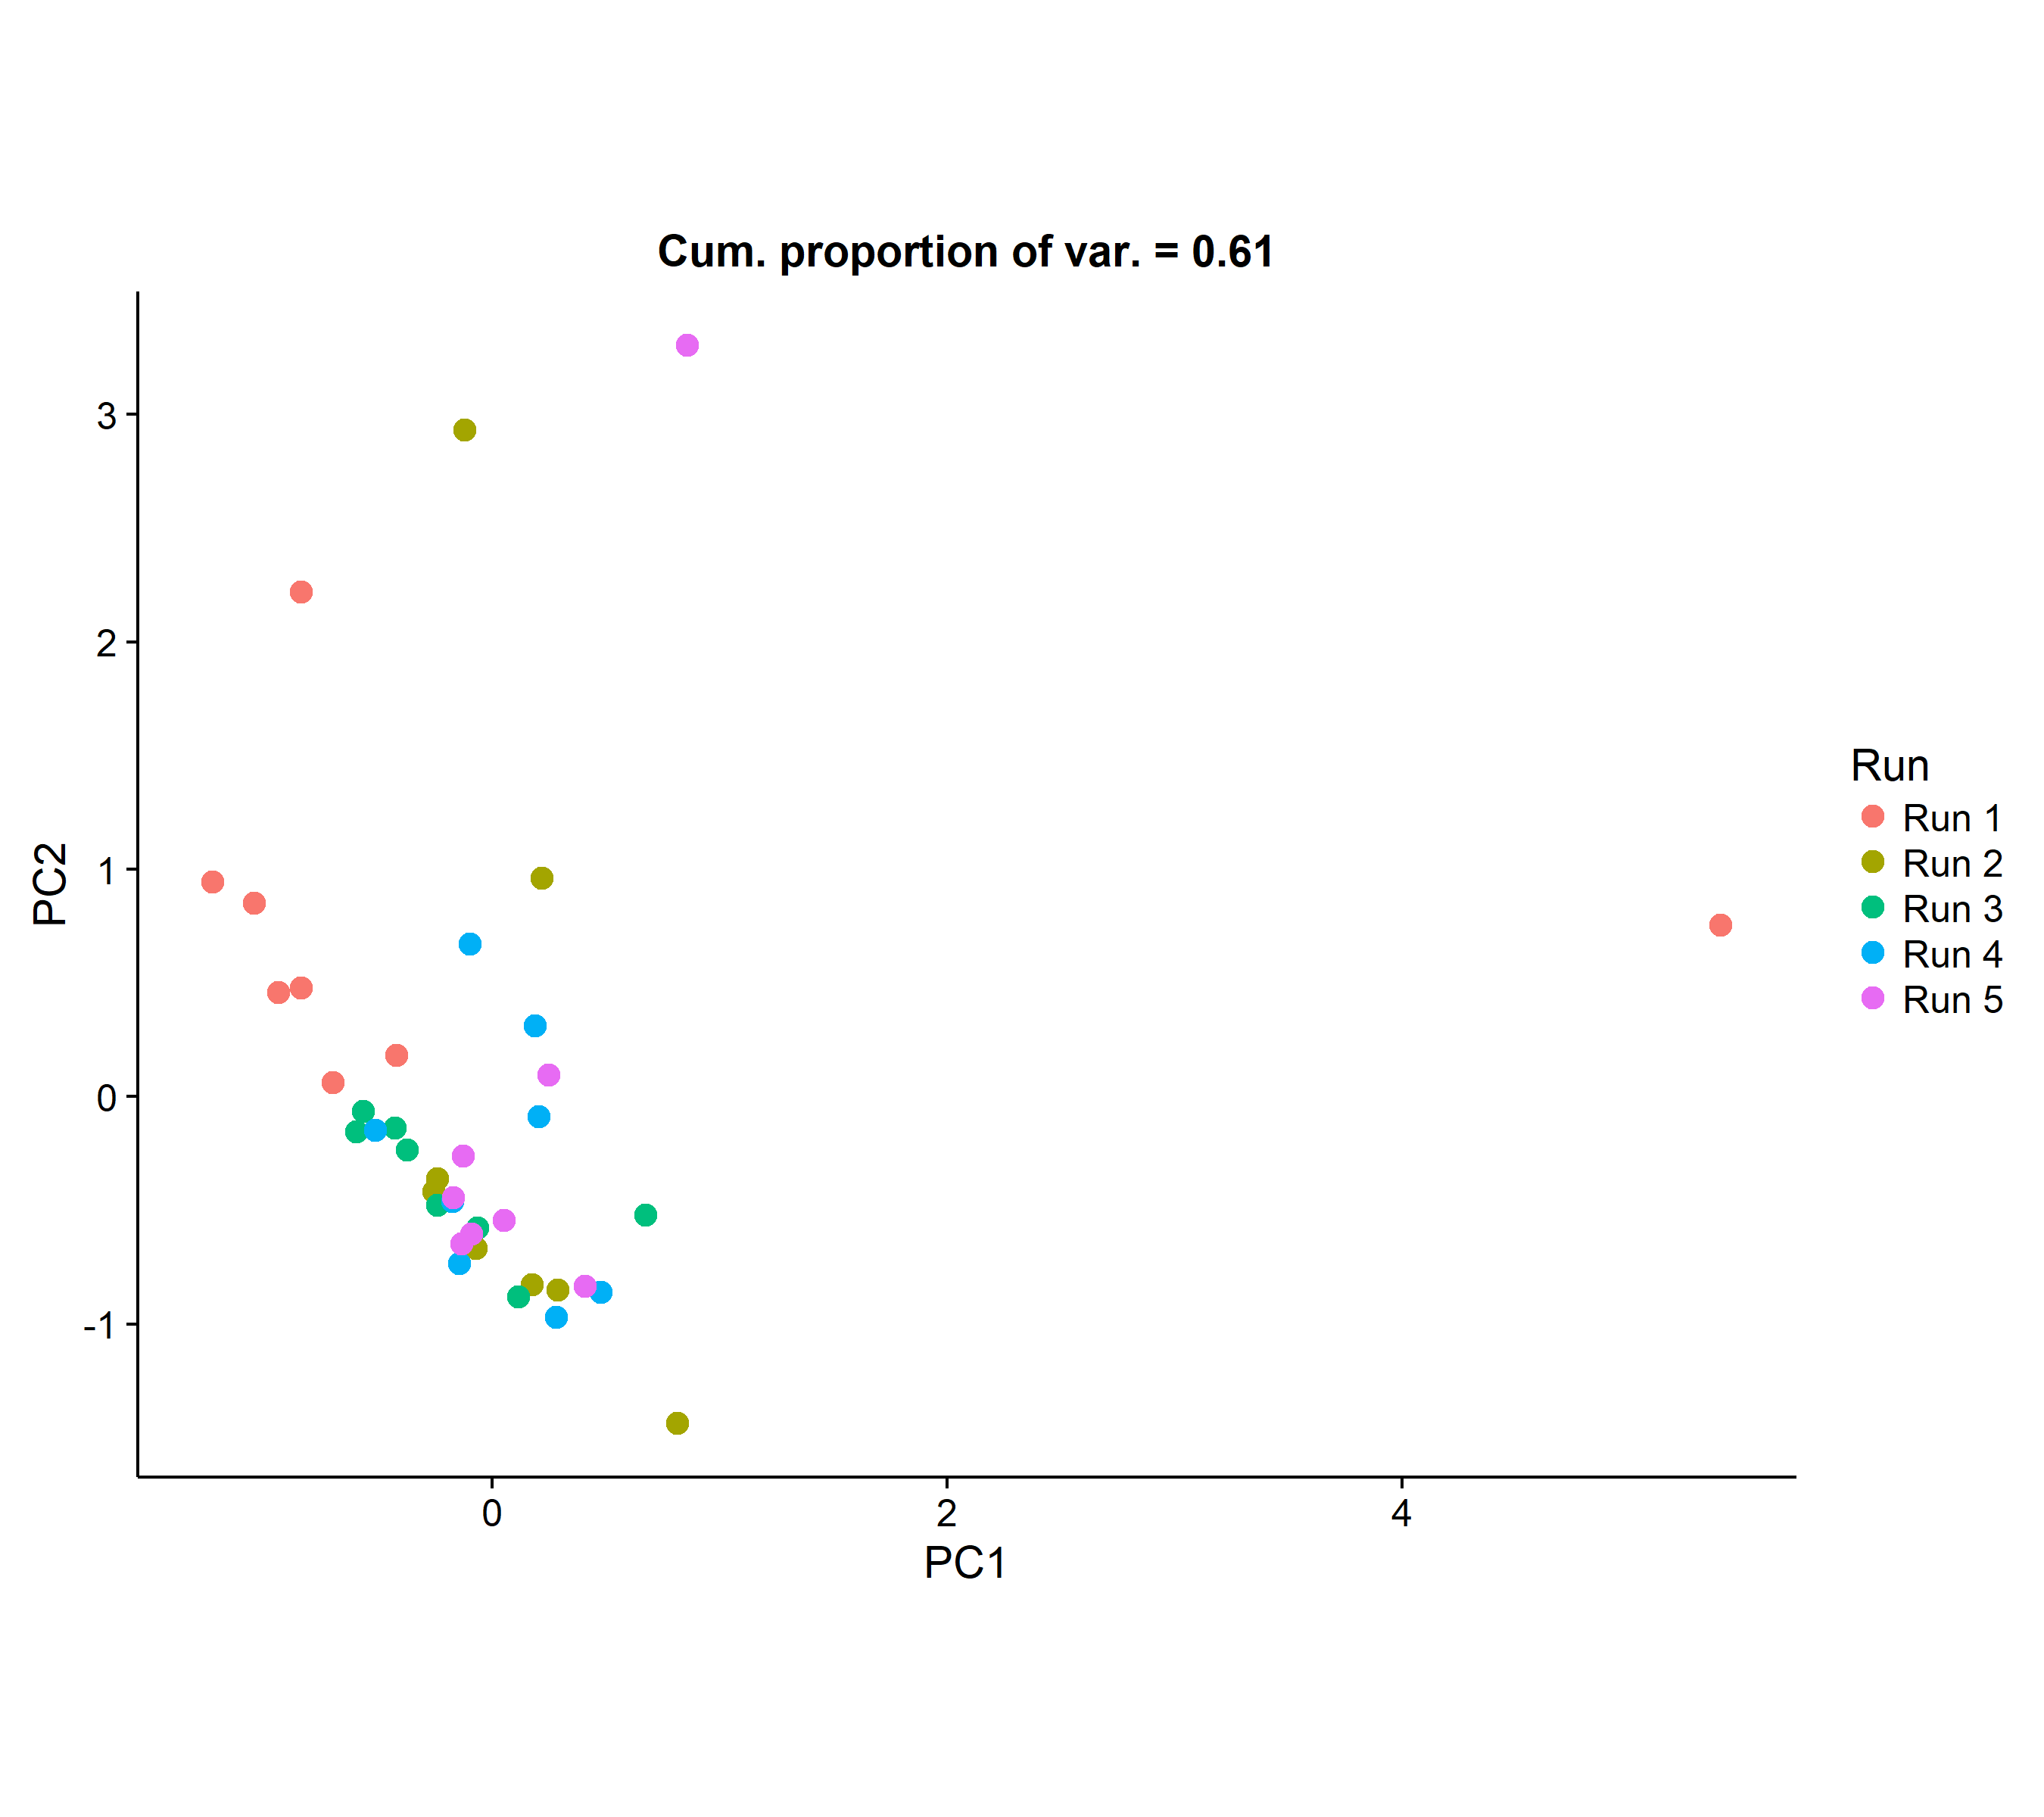 Cum. proportion of var. = 0.61
3
2
1
0
-1
PC2
0
2
4
PC1
Run
Run 1
Run 2
Run 3
Run 4
Run 5